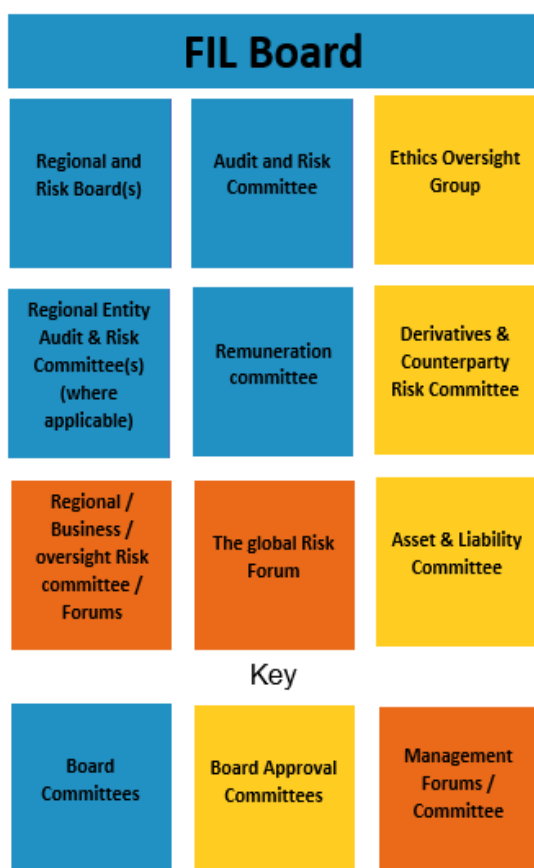 FIL Board
Regional and
Risk Board(s)
Audit and Risk
Committee
Ethics Oversight
Group
Regional Entity
Audit & Risk
Committee(s)
(where
applicable)
Remuneration
committee
Derivatives &
Counterparty
Risk Committee
Regional /
Business /
oversight Risk
committee /
Forums
The global Risk
Forum
Asset & Liability
Committee
Key
Board
Committees
Board Approval
Committees
Management
Forums /
Committee